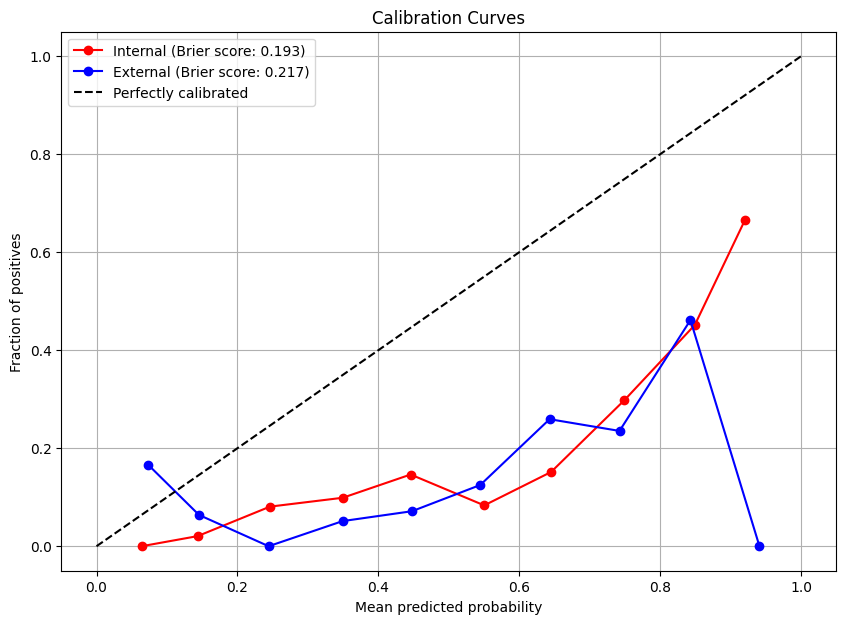 Calibration Curves
Internal (Brier score: 0.193)
External (Brier score: 0.217)
Perfectly calibrated
Fraction of positives
1.0
0.8
0.6
0.4
0.2
0.0
0.0 0.2 0.4 0.6 0.8 1.0
Mean predicted probability